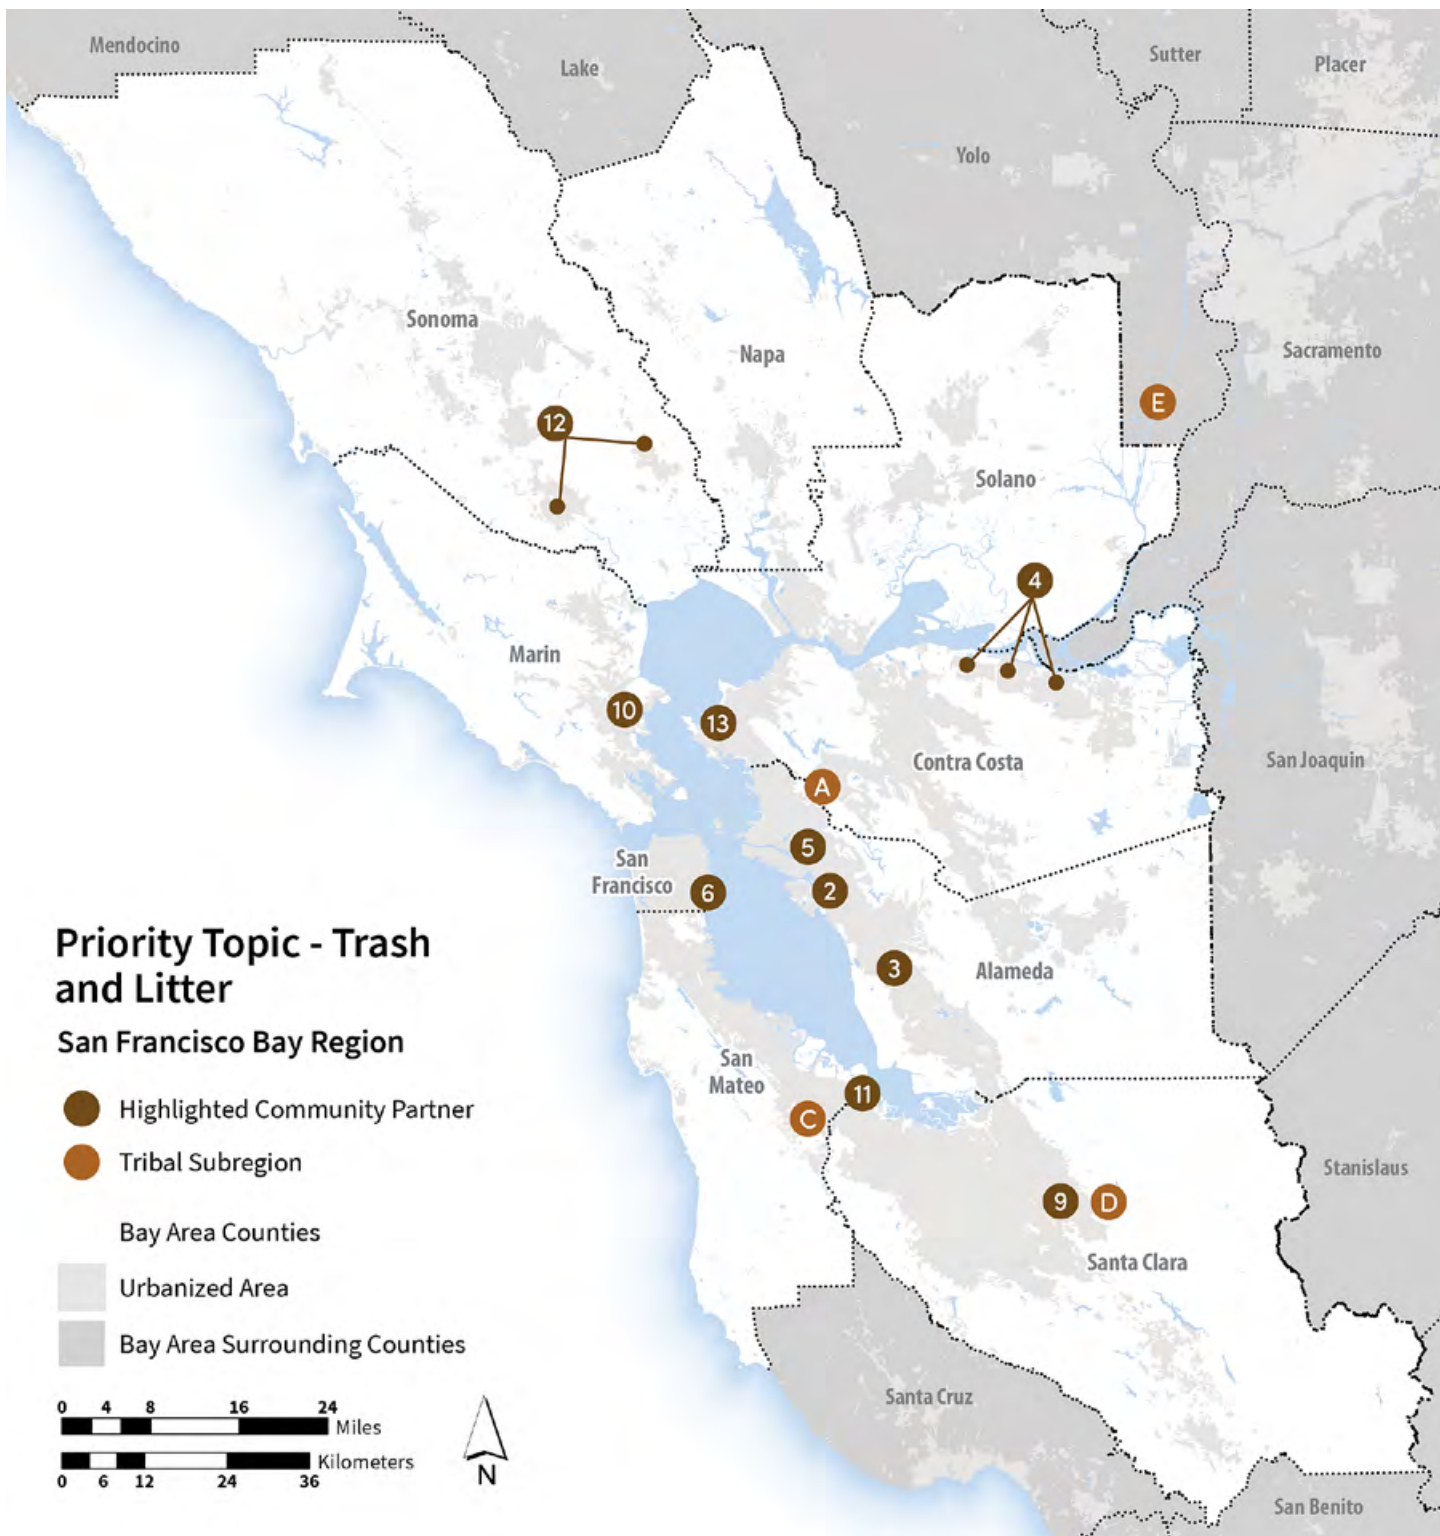 Mendocino
Lake
Sutter
Placer
Yolo
Sonoma
Napa
Sacramento
E
12
Solano
4
Marin
10
13
Contra Costa
San Joaquin
A
5
San
Francisco
6
2
3
Alameda
Priority Topic - Trash
and Litter
San Francisco Bay Region
San
Mateo
11
C
Highlighted Community Partner
Tribal Subregion
Stanislaus
9
D
Bay Area Counties
Santa Clara
Urbanized Area
Bay Area Surrounding Counties
Santa Cruz
0 4 8 16 24
Miles
Kilometers
0 6 12 24 36
N
San Benito